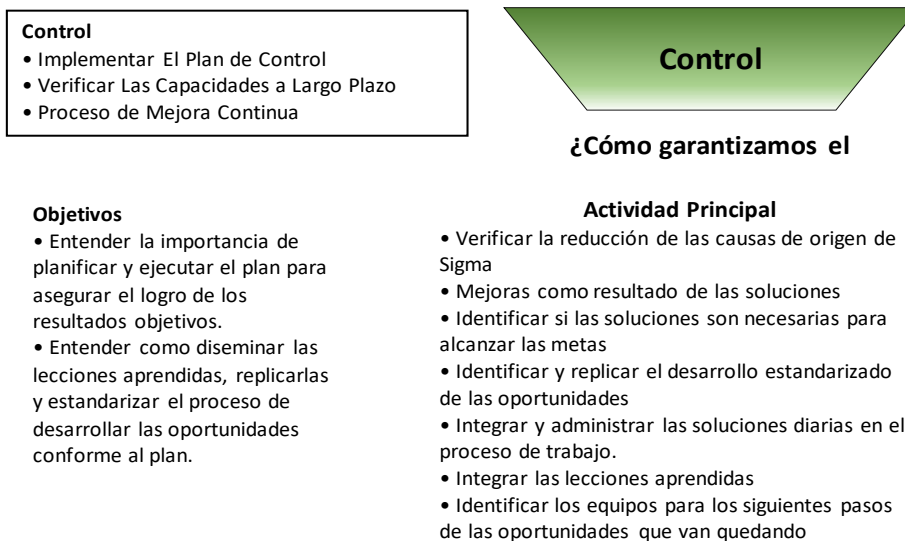 Control
• Implementar El Plan de Control
• Verificar Las Capacidades a Largo Plazo
• Proceso de Mejora Continua
Control
¿Cómo garantizamos el
Objetivos
• Entender la importancia de
planificar y ejecutar el plan para
asegurar el logro de los
resultados objetivos.
• Entender como diseminar las
lecciones aprendidas, replicarlas
y estandarizar el proceso de
desarrollar las oportunidades
conforme al plan.
Actividad Principal
• Verificar la reducción de las causas de origen de
Sigma
• Mejoras como resultado de las soluciones
• Identificar si las soluciones son necesarias para
alcanzar las metas
• Identificar y replicar el desarrollo estandarizado
de las oportunidades
• Integrar y administrar las soluciones diarias en el
proceso de trabajo.
• Integrar las lecciones aprendidas
• Identificar los equipos para los siguientes pasos
de las oportunidades que van quedando